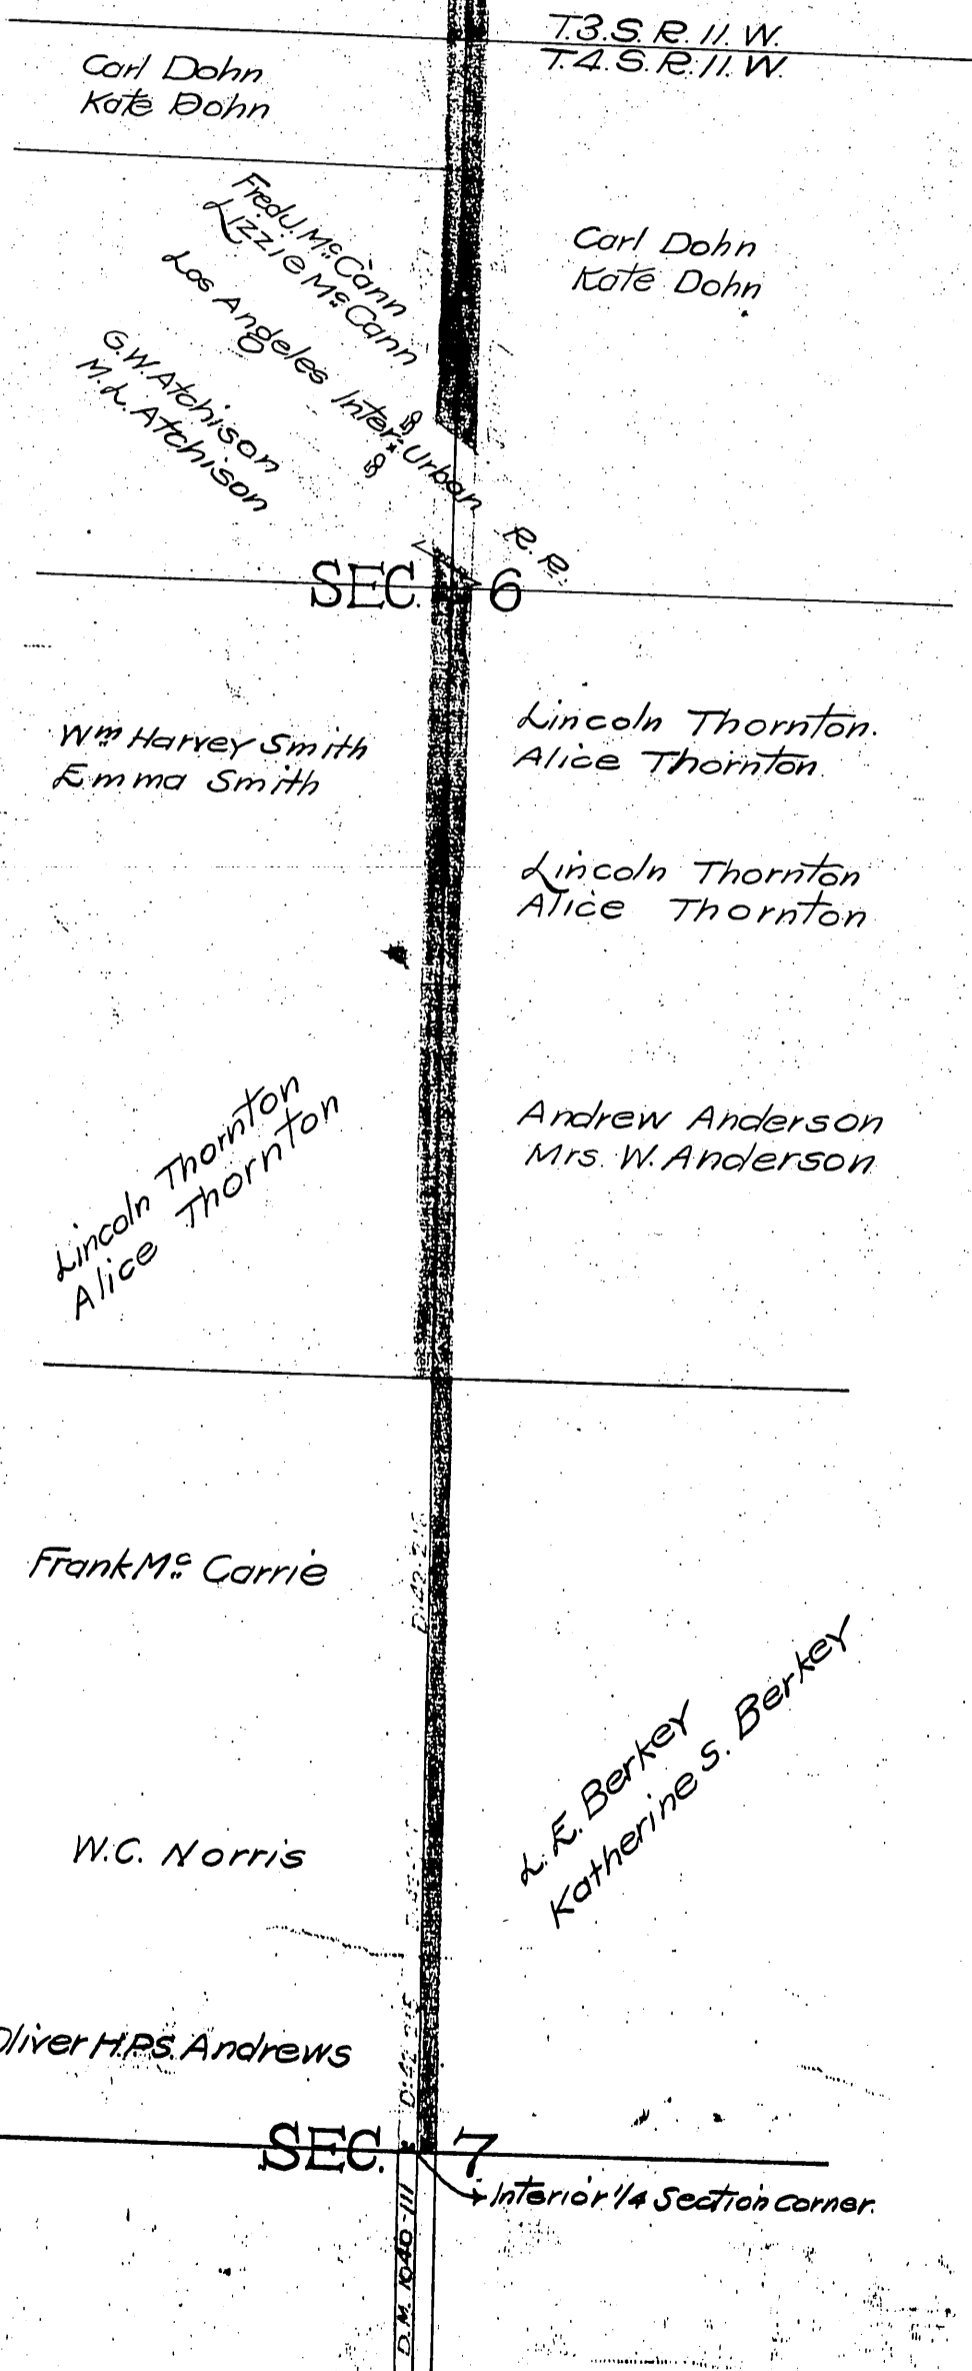 T.3.S. R. 11. W.
T.4.S. R. 11. W.
Carl Dohn
Kate Dohn
Fred J. McCann
Lizzie McCann
Carl Dohn
Kate Dohn
Los Angeles Inter-Urban R.R.
G.W. Atchison
M.L. Atchison
SEC. 6
Wm Harvey Smith
Emma Smith
Lincoln Thornton.
Alice Thornton
Lincoln Thornton
Alice Thornton
Lincoln Thornton
Alice Thornton
Andrew Anderson
Mrs. W. Anderson
Frank Mc Carrie
L. E. Berkey
Katherine S. Berkey
W.C. Norris
Oliver H.P.S. Andrews
SEC. 7
Interior 1/4 Section Corner.
D.M. 1040-111